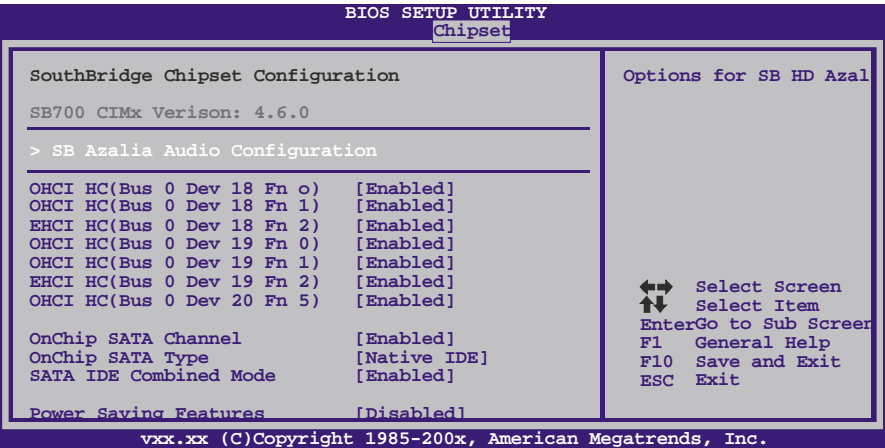 BIOS SETUP UTILITY
Chipset
SouthBridge Chipset Configuration
SB700 CIMx Verison: 4.6.0
> SB Azalia Audio Configuration
OHCI HC(Bus 0 Dev 18 Fn o) [Enabled]
OHCI HC(Bus 0 Dev 18 Fn 1) [Enabled]
EHCI HC(Bus 0 Dev 18 Fn 2) [Enabled]
OHCI HC(Bus 0 Dev 19 Fn 0) [Enabled]
OHCI HC(Bus 0 Dev 19 Fn 1) [Enabled]
EHCI HC(Bus 0 Dev 19 Fn 2) [Enabled]
OHCI HC(Bus 0 Dev 20 Fn 5) [Enabled]
OnChip SATA Channel [Enabled]
OnChip SATA Type [Native IDE]
SATA IDE Combined Mode [Enabled]
Power Saving Features [Disabled]
Options for SB HD Azal
Select Screen
Select Item
EnterGo to Sub Screen
F1 General Help
F10 Save and Exit
ESC Exit
vxx.xx (C)Copyright 1985-200x, American Megatrends, Inc.